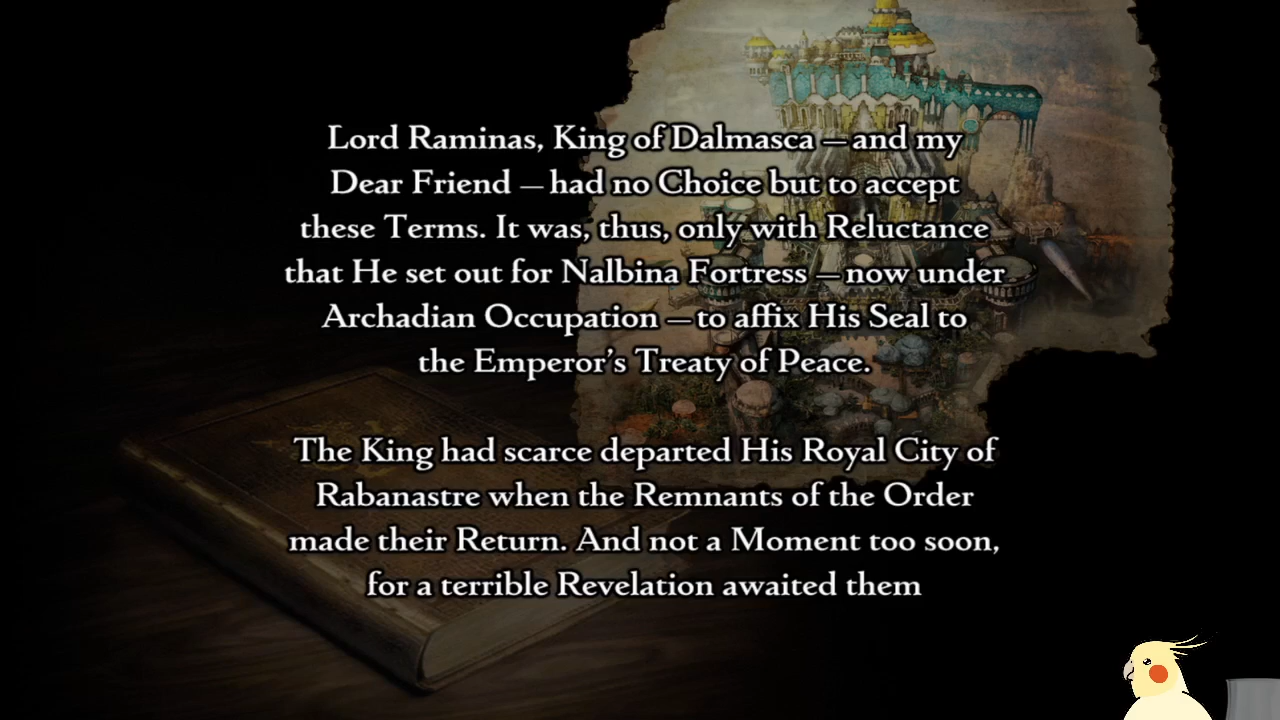 Lord Raminas, King of Dalmasca — and my
Dear Friend — had no Choice but to accept
these Terms. It was, thus, only with Reluctance
that He set out for Nalbina Fortress — now under
Archadian Occupation — to affix His Seal to
the Emperor’s Treaty of Peace.
The King had scarce departed His Royal City of
Rabanastre when the Remnants of the Order
made their Return. And not a Moment too soon,
for a terrible Revelation awaited them